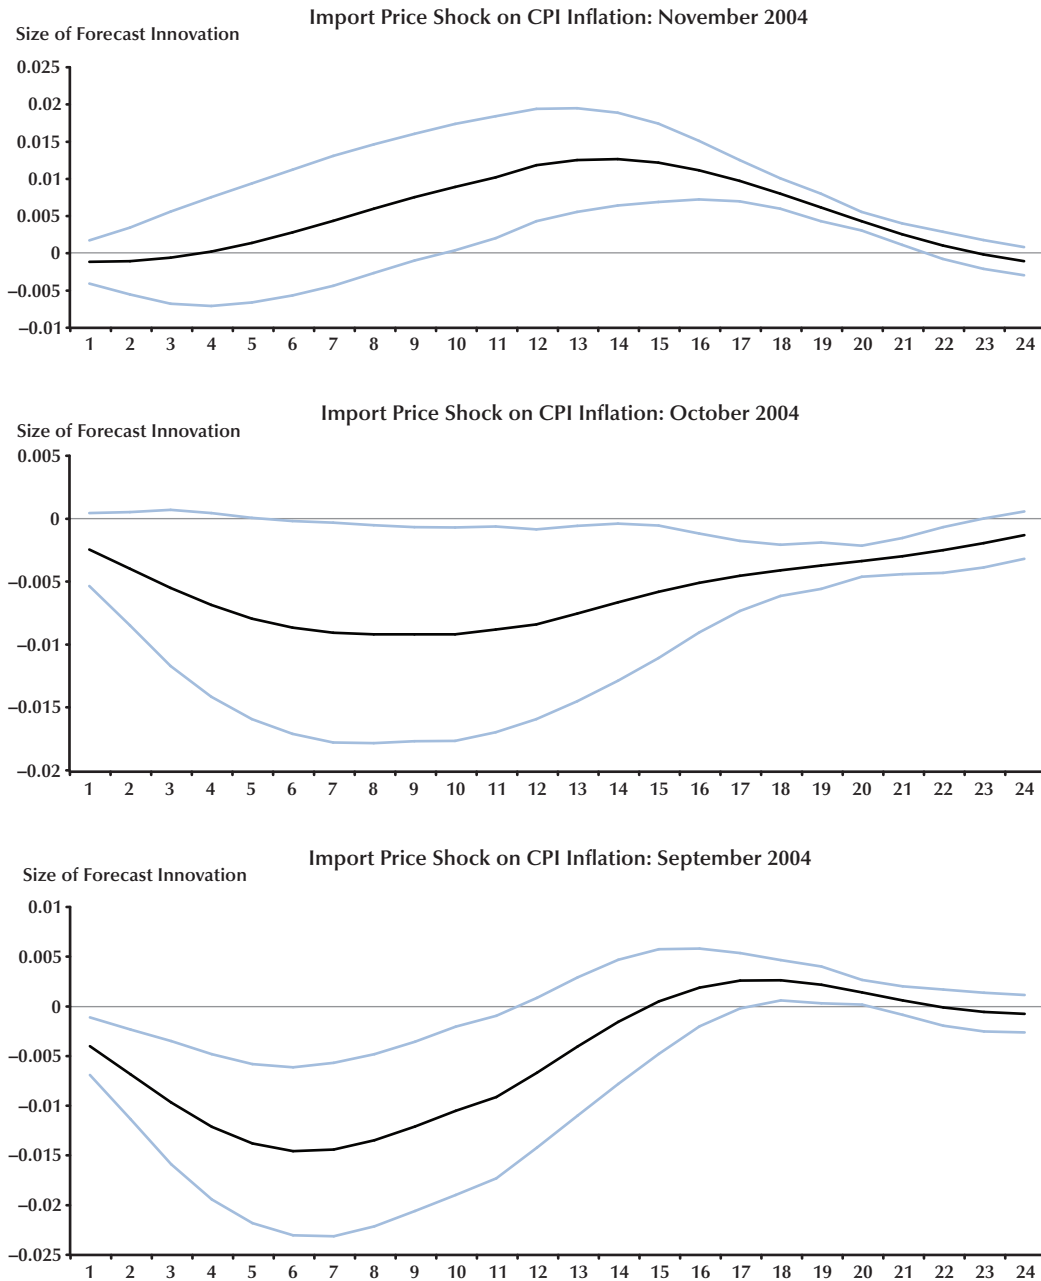 Import Price Shock on CPI Inflation: November 2004
Size of Forecast Innovation
0.025
0.02
0.015
0.010
0.005
0
–0.005
–0.01
1 2 3 4 5 6 7 8 9 10 11 12 13 14 15 16 17 18 19 20 21 22 23 24
Import Price Shock on CPI Inflation: October 2004
Size of Forecast Innovation
0.005
0
–0.005
–0.01
–0.015
–0.02
1 2 3 4 5 6 7 8 9 10 11 12 13 14 15 16 17 18 19 20 21 22 23 24
Import Price Shock on CPI Inflation: September 2004
Size of Forecast Innovation
0.01
0.005
0
–0.005
–0.01
–0.015
–0.02
–0.025
1 2 3 4 5 6 7 8 9 10 11 12 13 14 15 16 17 18 19 20 21 22 23 24